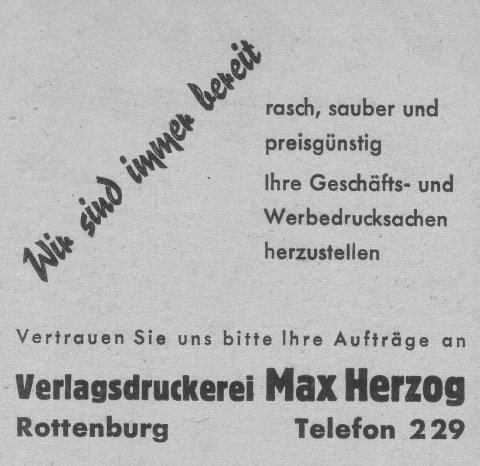 Wir sind immer bereit
rasch, sauber und
preisgünstig
Ihre Geschäfts- und
Werbedrucksachen
herzustellen
Vertrauen Sie uns bitte Ihre Aufträge an
Verlagsdruckerei Max Herzog
Rottenburg Telefon 229